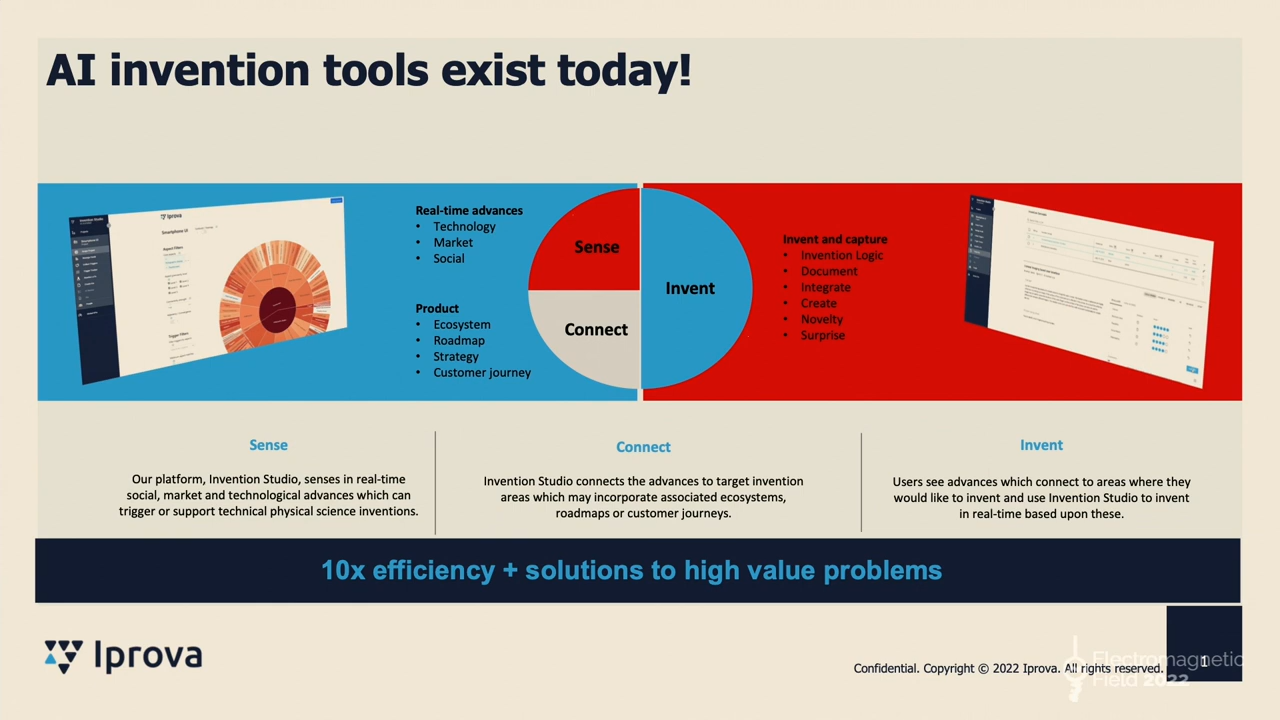 AI invention tools exist today!
Iprova
Smartphone UI
Real-time advances
• Technology
• Market
• Social
Product
• Ecosystem
• Roadmap
• Strategy
• Customer journey
Sense
Connect
Invent
Invent and capture
• Invention Logic
• Document
• Integrate
• Create
• Novelty
• Surprise
Sense
Our platform, Invention Studio, senses in real-time
social, market and technological advances which can
trigger or support technical physical science inventions.
Connect
Invention Studio connects the advances to target invention
areas which may incorporate associated ecosystems,
roadmaps or customer journeys.
Invent
Users see advances which connect to areas where they
would like to invent and use Invention Studio to invent
in real-time based upon these.
10x efficiency + solutions to high value problems
Iprova
Confidential. Copyright © 2022 Iprova. All rights reserved.
1
Electromagnetic
Field 2022